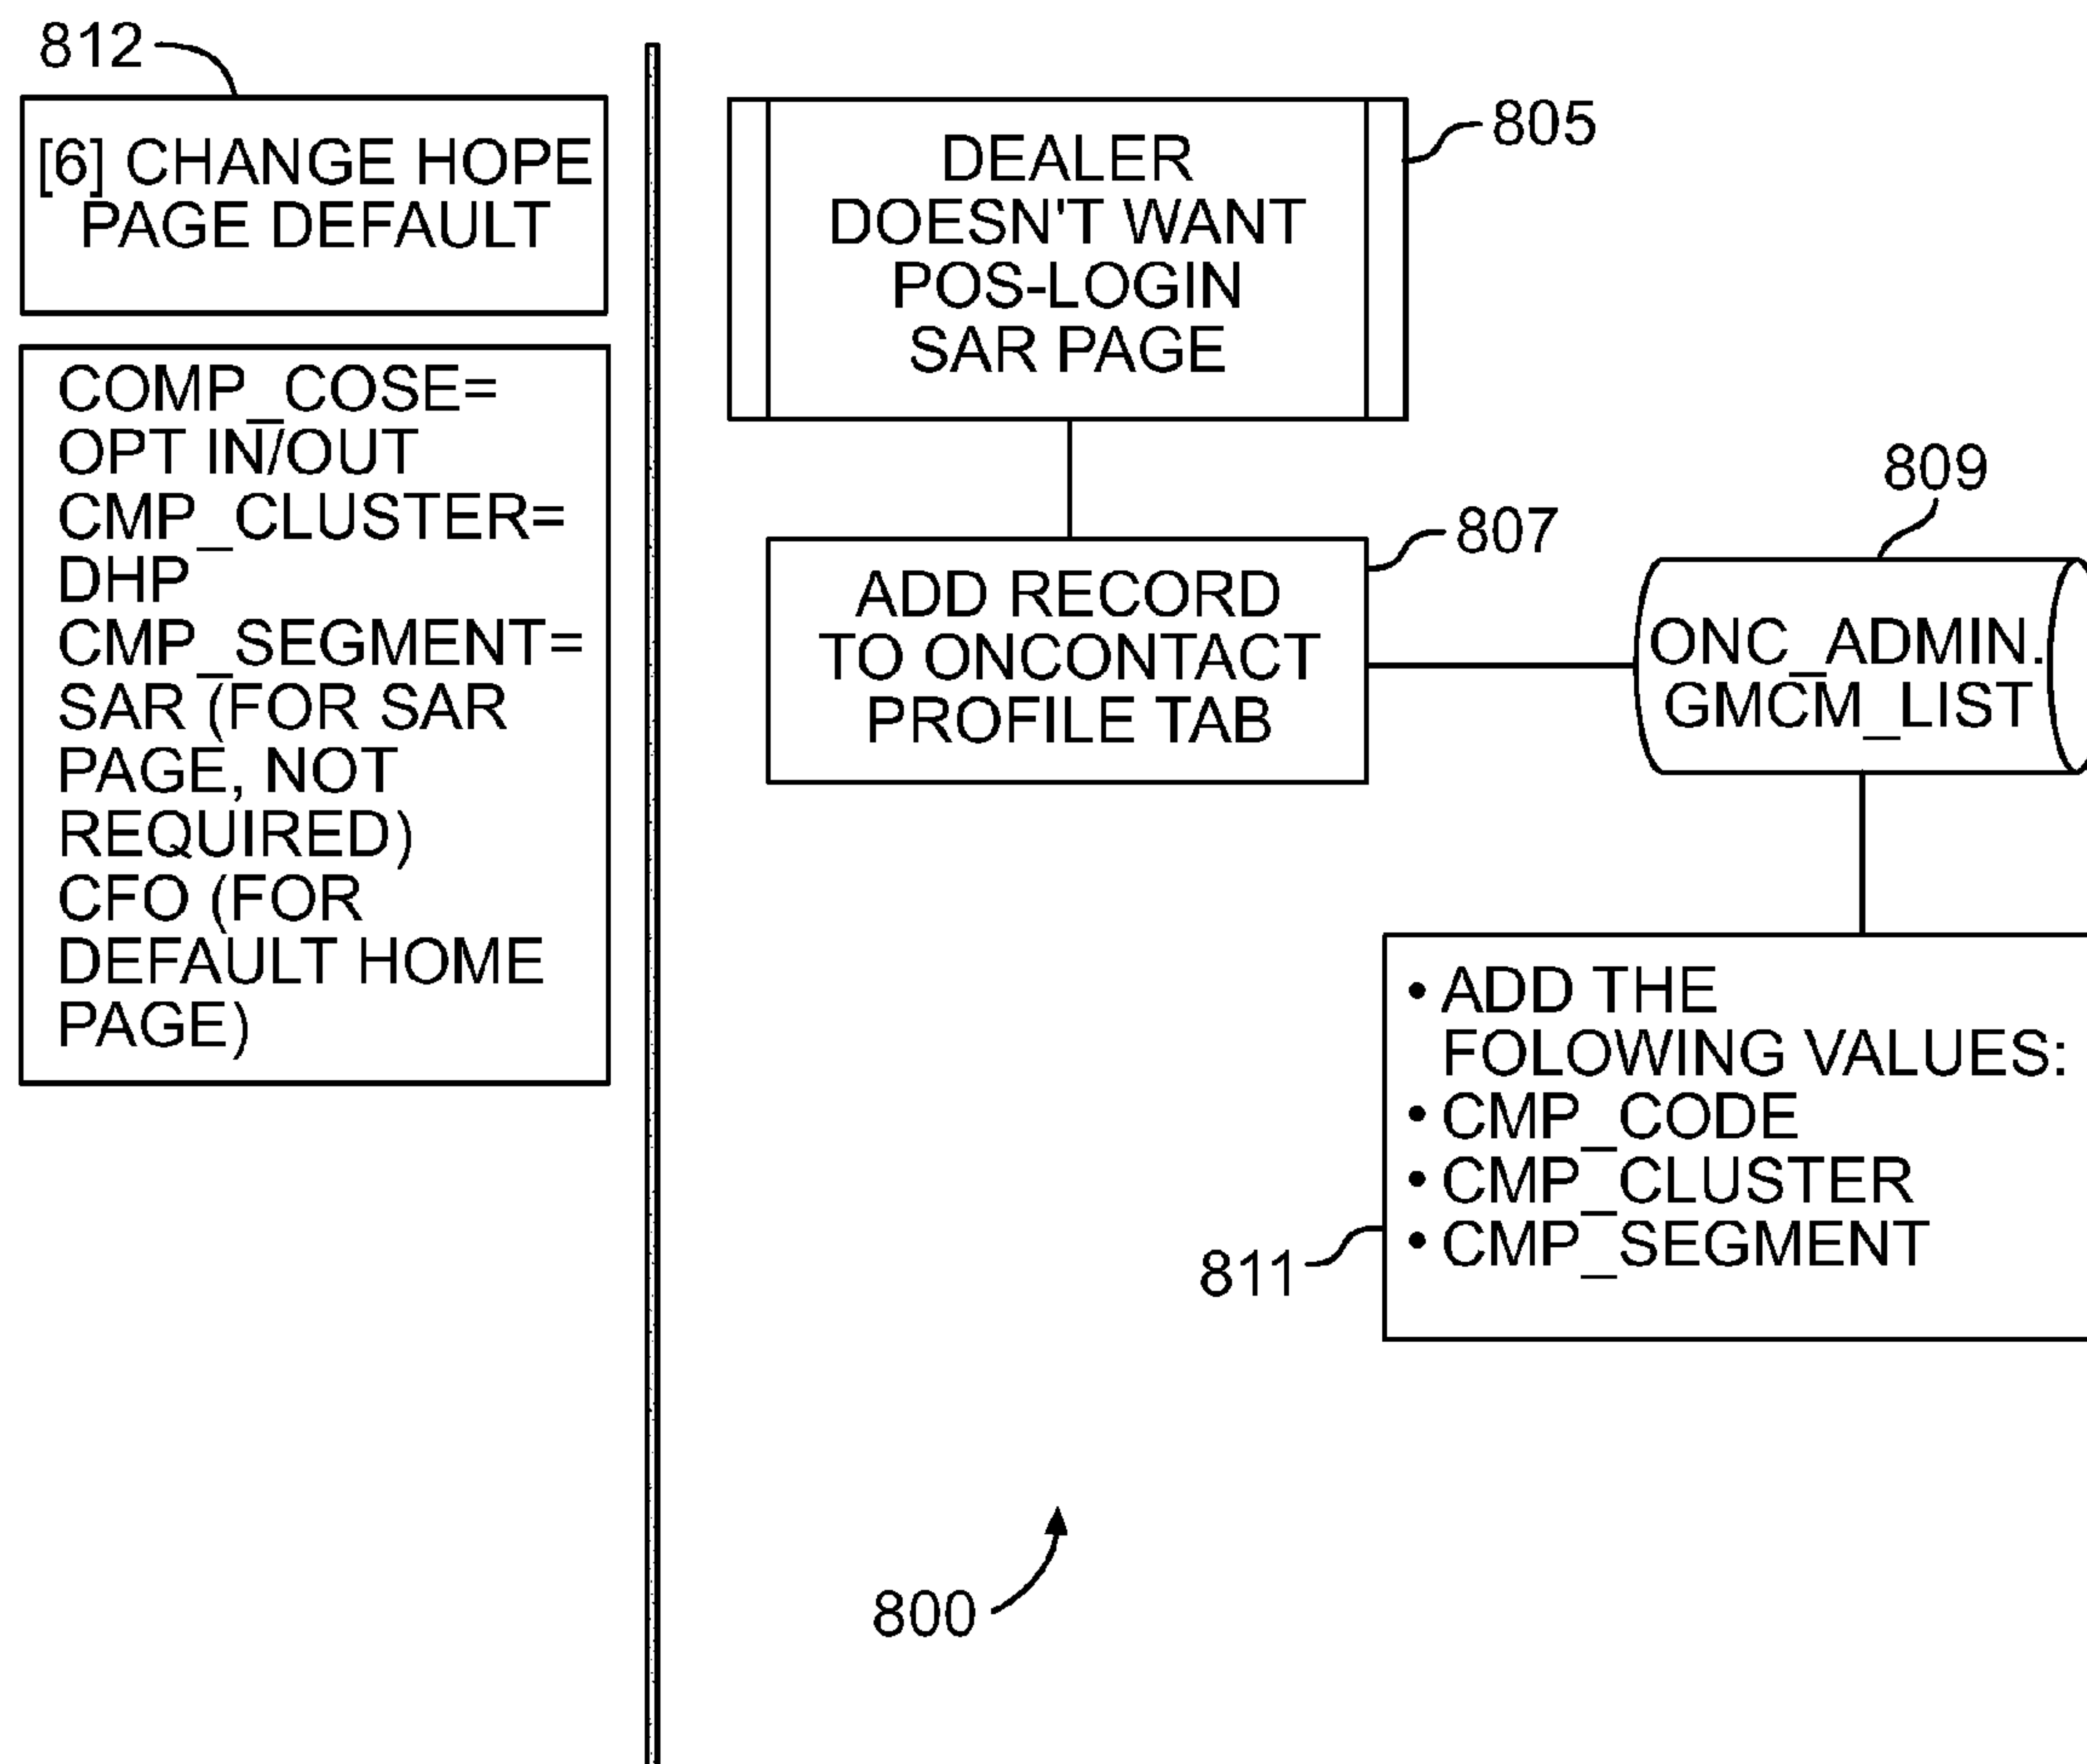 812
[6] CHANGE HOPE
PAGE DEFAULT
COMP_COSE=
OPT IN/OUT
CMP_CLUSTER=
DHP
CMP_SEGMENT=
SAR (FOR SAR
PAGE, NOT
REQUIRED)
CFO (FOR
DEFAULT HOME
PAGE)
805
DEALER
DOESN'T WANT
POS-LOGIN
SAR PAGE
807
ADD RECORD
TO ONCONTACT
PROFILE TAB
809
ONC_ADMIN.
GMCM_LIST
811
• ADD THE
FOLOWING VALUES:
• CMP_CODE
• CMP_CLUSTER
• CMP_SEGMENT
800